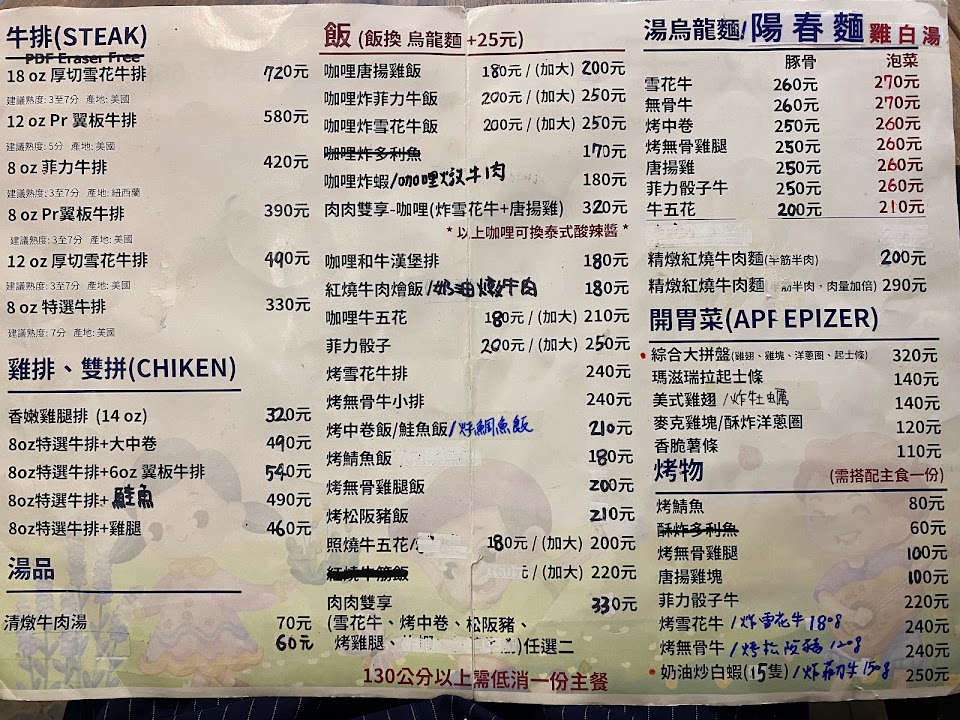 牛排(STEAK)
PDF Eraser Free
18 oz 厚切雪花牛排 720元
建議熟度: 3至7分 產地: 美國
12 oz Pr 翼板牛排 580元
建議熟度: 5分 產地: 美國
8 oz 菲力牛排 420元
建議熟度: 3至7分 產地: 紐西蘭
8 oz Pr翼板牛排 390元
建議熟度: 3至7分 產地: 美國
12 oz 厚切雪花牛排 490元
建議熟度: 3至7分 產地: 美國
8 oz 特選牛排 330元
建議熟度: 7分 產地: 美國
雞排、雙拼(CHIKEN)
香嫩雞腿排 (14 oz) 320元
8oz特選牛排+大中卷 490元
8oz特選牛排+6oz 翼板牛排 540元
8oz特選牛排+鮭魚 490元
8oz特選牛排+雞腿 460元
湯品
清燉牛肉湯 70元
60元
飯 (飯換 烏龍麵 +25元)
咖哩唐揚雞飯 180元 / (加大) 200元
咖哩炸菲力牛飯 200元 / (加大) 250元
咖哩炸雪花牛飯 200元 / (加大) 250元
咖哩炸多利魚 170元
咖哩炸蝦/咖哩燉牛肉 180元
肉肉雙享-咖哩(炸雪花牛+唐揚雞) 320元
*以上咖哩可換泰式酸辣醬*
咖哩和牛漢堡排 180元
紅燒牛肉燴飯/奶油燉牛肉 180元
咖哩牛五花 180元 / (加大) 210元
菲力骰子 200元 / (加大) 250元
烤雪花牛排 240元
烤無骨牛小排 240元
烤中卷飯/鮭魚飯/炸鯛魚飯 210元
烤鯖魚飯 180元
烤無骨雞腿飯 200元
烤松阪豬飯 210元
照燒牛五花/ 180元 / (加大) 200元
紅燒牛筋飯 元 / (加大) 220元
肉肉雙享 330元
(雪花牛、烤中卷、松阪豬、
烤雞腿、 )任選二
130公分以上需低消一份主餐
湯烏龍麵/陽春麵 雞白湯
豚骨 泡菜
雪花牛 260元 270元
無骨牛 260元 270元
烤中卷 250元 260元
烤無骨雞腿 250元 260元
唐揚雞 250元 260元
菲力骰子牛 250元 260元
牛五花 200元 210元
精燉紅燒牛肉麵(半筋半肉) 200元
精燉紅燒牛肉麵(半筋半肉，肉量加倍) 290元
開胃菜(APPEPIZER)
綜合大拼盤(雞翅、雞塊、洋蔥圈、起士條) 320元
瑪滋瑞拉起士條 140元
美式雞翅 /炸牡蠣 140元
麥克雞塊/酥炸洋蔥圈 120元
香脆薯條 110元
烤物 (需搭配主食一份)
烤鯖魚 80元
酥炸多利魚 60元
烤無骨雞腿 100元
唐揚雞塊 100元
菲力骰子牛 220元
烤雪花牛 /炸雪花牛180g 240元
烤無骨牛 /烤松阪豬120g 240元
奶油炒白蝦(15隻) /炸菲力牛150g 250元